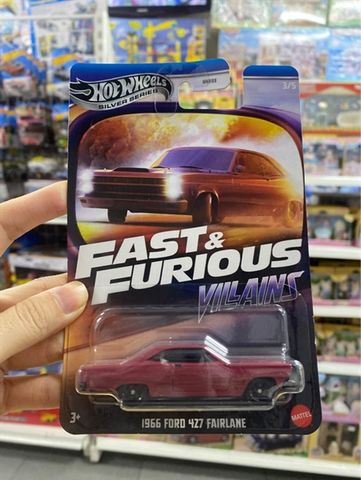 Hot Wheels
SILVER SERIES
3/5
FAST &
FURIOUS
VILLAINS
3+
1966 FORD 427 FAIRLANE
MATTEL